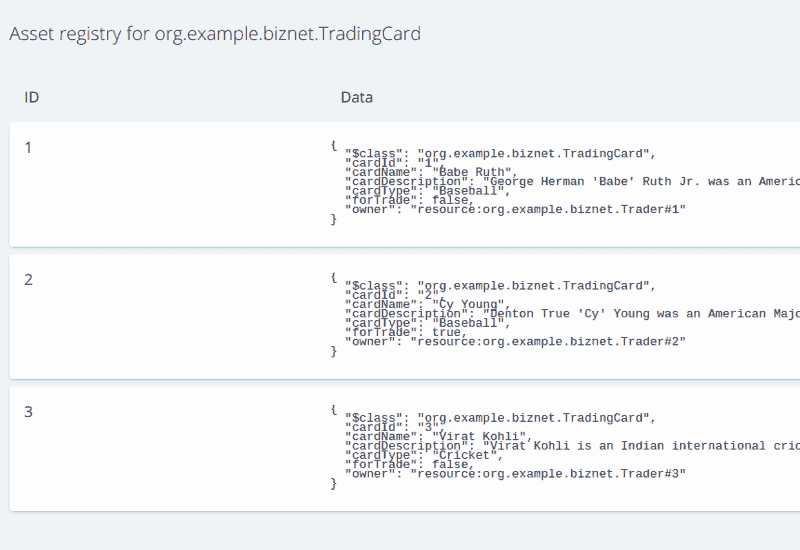 Asset registry for org.example.biznet.TradingCard
ID Data
1
{
"$class": "org.example.biznet.TradingCard",
"cardId": "1",
"cardName": "Babe Ruth",
"cardDescription": "George Herman 'Babe' Ruth Jr. was an Americ
"cardType": "Baseball",
"forTrade": false,
"owner": "resource:org.example.biznet.Trader#1"
}
2
{
"$class": "org.example.biznet.TradingCard",
"cardId": "2",
"cardName": "Cy Young",
"cardDescription": "Denton True 'Cy' Young was an American Majo
"cardType": "Baseball",
"forTrade": true,
"owner": "resource:org.example.biznet.Trader#2"
}
3
{
"$class": "org.example.biznet.TradingCard",
"cardId": "3",
"cardName": "Virat Kohli",
"cardDescription": "Virat Kohli is an Indian international cric
"cardType": "Cricket",
"forTrade": false,
"owner": "resource:org.example.biznet.Trader#3"
}